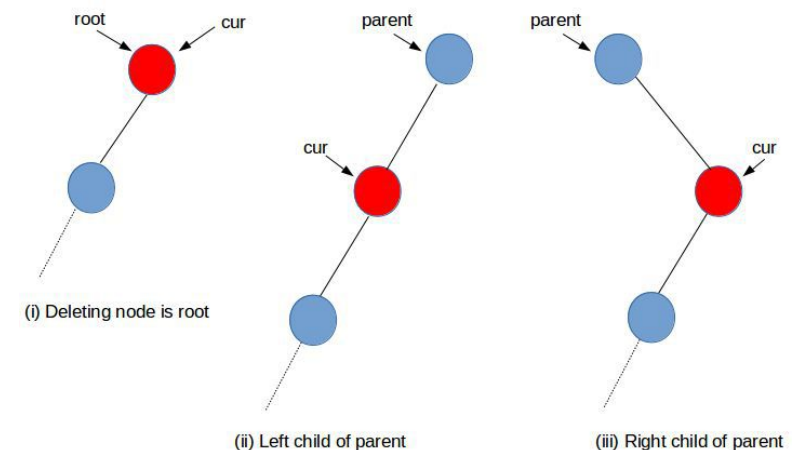 root
cur
(i) Deleting node is root
parent
cur
(ii) Left child of parent
parent
cur
(iii) Right child of parent